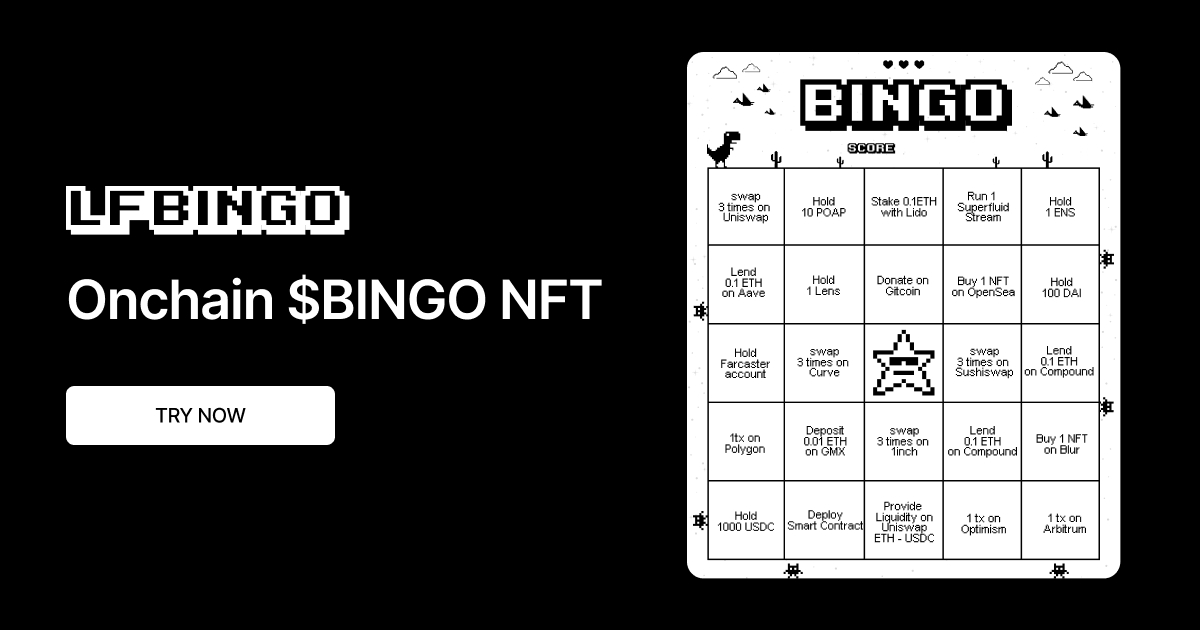 LFBINGO
Onchain $BINGO NFT
TRY NOW
BINGO
SCORE
swap
3 times on
Uniswap
Hold
10 POAP
Stake 0.1ETH
with Lido
Run 1
Superfluid
Stream
Hold
1 ENS
Lend
0.1 ETH
on Aave
Hold
1 Lens
Donate on
Gitcoin
Buy 1 NFT
on OpenSea
Hold
100 DAI
Hold
Farcaster
account
swap
3 times on
Curve
swap
3 times on
Sushiswap
Lend
0.1 ETH
on Compound
1tx on
Polygon
Deposit
0.01 ETH
on GMX
swap
3 times on
1inch
Lend
0.1 ETH
on Compound
Buy 1 NFT
on Blur
Hold
1000 USDC
Deploy
Smart Contract
Provide
Liquidity on
Uniswap
ETH - USDC
1 tx on
Optimism
1 tx on
Arbitrum